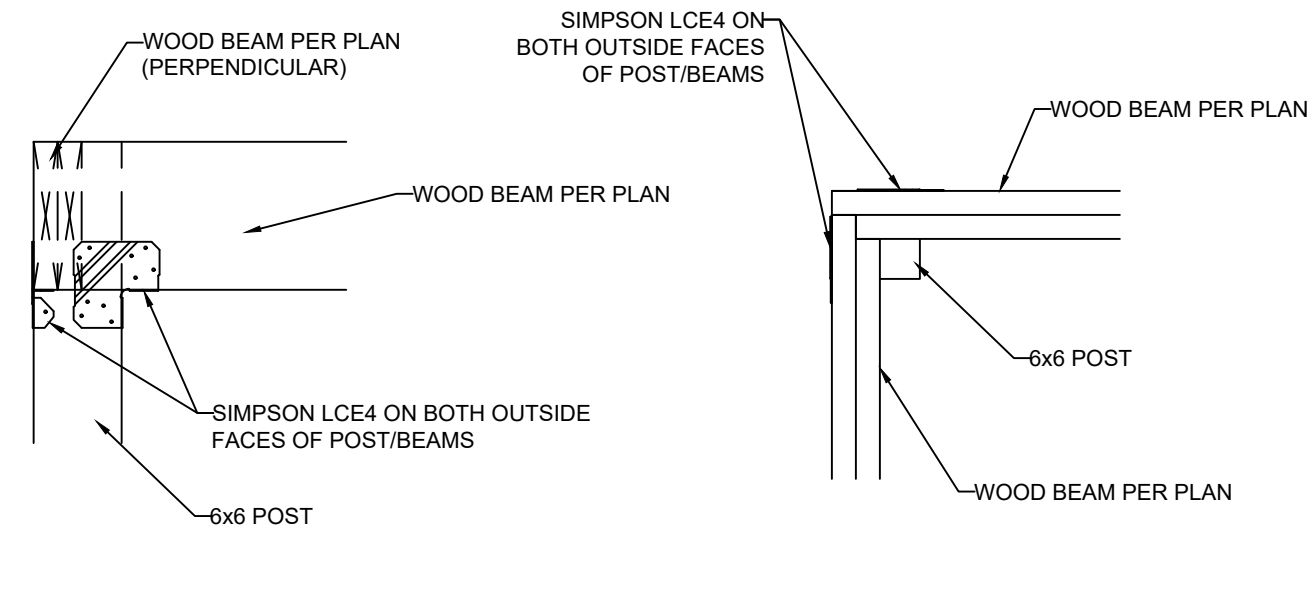 WOOD BEAM PER PLAN
(PERPENDICULAR)
WOOD BEAM PER PLAN
SIMPSON LCE4 ON BOTH OUTSIDE
FACES OF POST/BEAMS
6x6 POST
SIMPSON LCE4 ON
BOTH OUTSIDE FACES
OF POST/BEAMS
WOOD BEAM PER PLAN
6x6 POST
WOOD BEAM PER PLAN